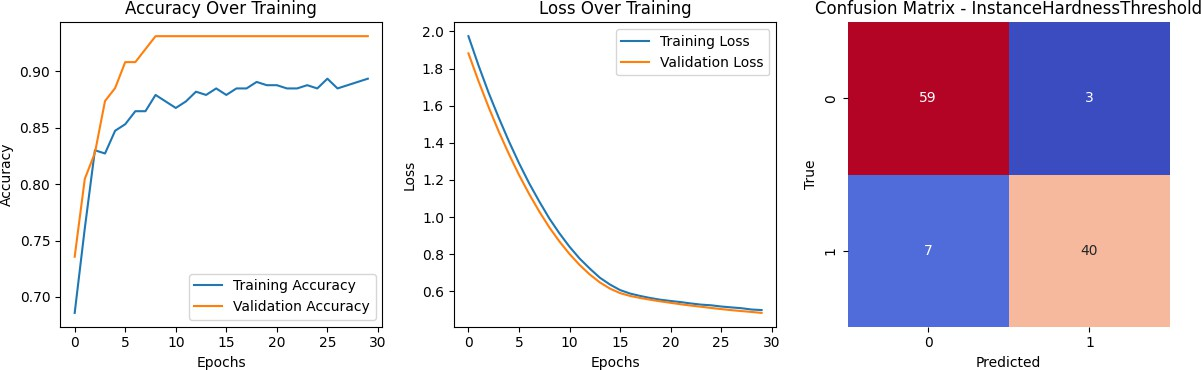 Accuracy Over Training
Accuracy
0.90
0.85
0.80
0.75
0.70
Training Accuracy
Validation Accuracy
0 5 10 15 20 25 30
Epochs
Loss Over Training
Loss
2.0
1.8
1.6
1.4
1.2
1.0
0.8
0.6
Training Loss
Validation Loss
0 5 10 15 20 25 30
Epochs
Confusion Matrix - InstanceHardnessThreshold
True
0
59 3
1
7 40
0 1
Predicted